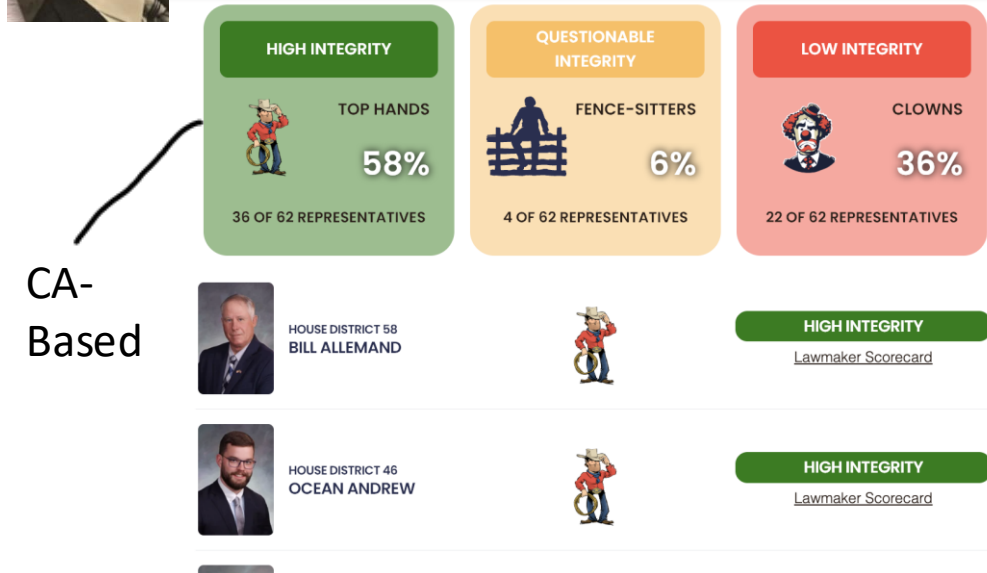 HIGH INTEGRITY
TOP HANDS
58%
36 OF 62 REPRESENTATIVES
QUESTIONABLE
INTEGRITY
FENCE-SITTERS
6%
4 OF 62 REPRESENTATIVES
LOW INTEGRITY
CLOWNS
36%
22 OF 62 REPRESENTATIVES
CA-
Based
HOUSE DISTRICT 58
BILL ALLEMAND
HIGH INTEGRITY
Lawmaker Scorecard
HOUSE DISTRICT 46
OCEAN ANDREW
HIGH INTEGRITY
Lawmaker Scorecard